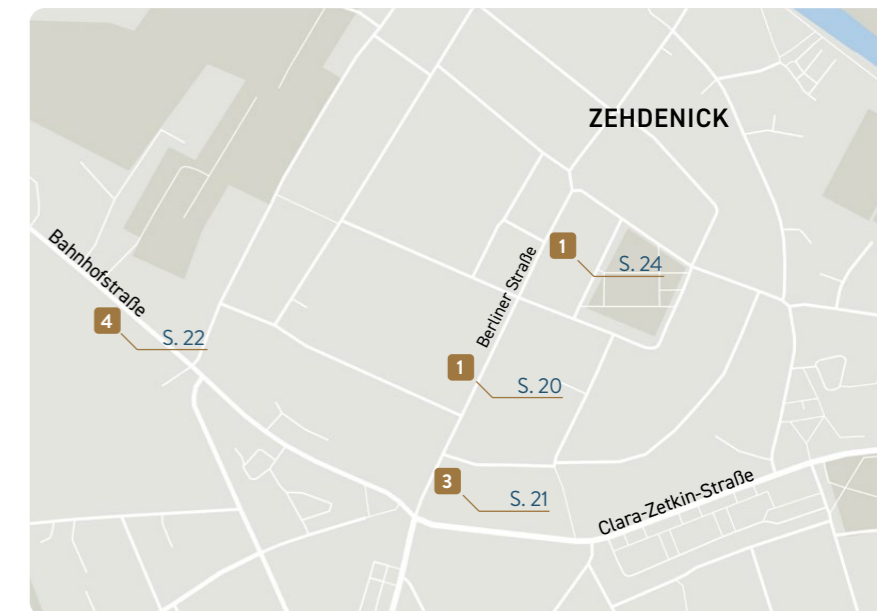 ZEHDENICK
Bahnhofstraße
Berliner Straße
1
S. 24
4
S. 22
1
S. 20
3
S. 21
Clara-Zetkin-Straße